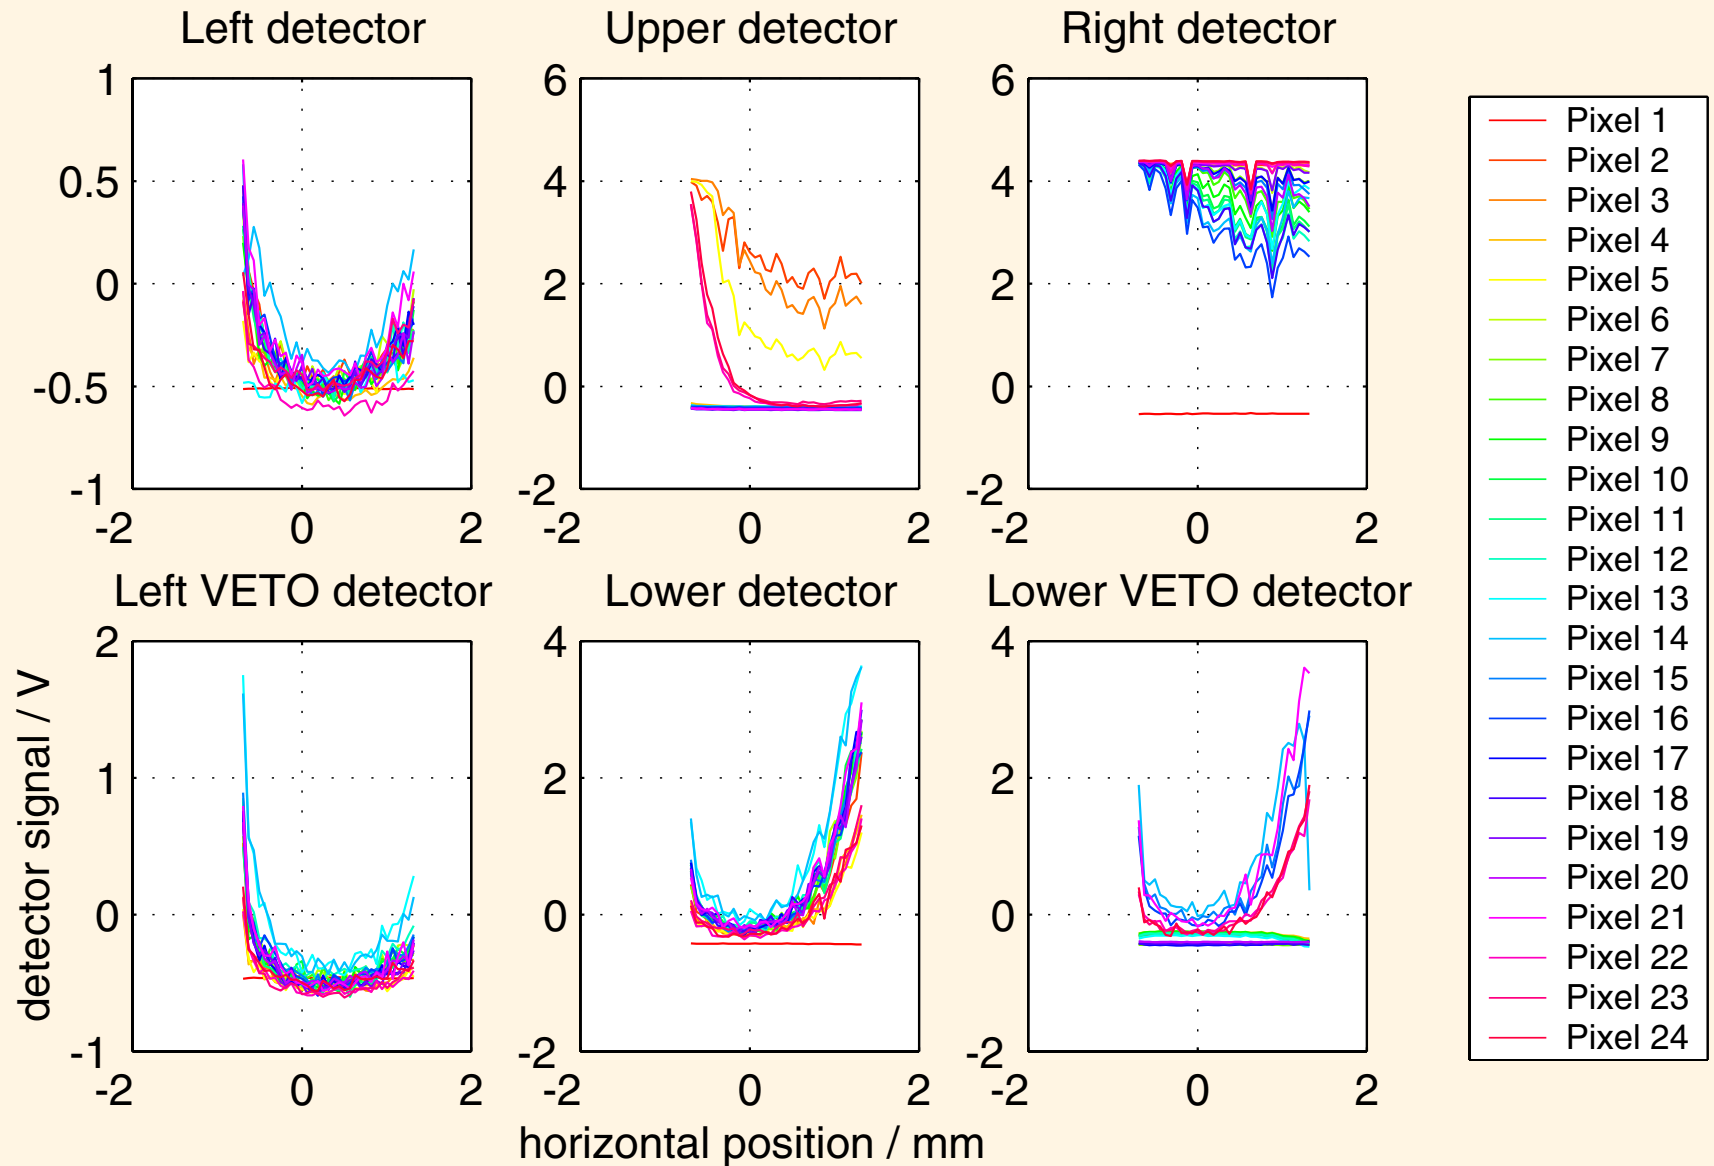 Left detector
Upper detector
Right detector
1
0.5
0
-0.5
-1
-2
0
2
6
4
2
0
-2
-2
0
2
6
4
2
0
-2
-2
0
2
Left VETO detector
Lower detector
Lower VETO detector
detector signal / V
2
1
0
-1
-2
0
2
4
2
0
-2
-2
0
2
4
2
0
-2
-2
0
2
horizontal position / mm
Pixel 1
Pixel 2
Pixel 3
Pixel 4
Pixel 5
Pixel 6
Pixel 7
Pixel 8
Pixel 9
Pixel 10
Pixel 11
Pixel 12
Pixel 13
Pixel 14
Pixel 15
Pixel 16
Pixel 17
Pixel 18
Pixel 19
Pixel 20
Pixel 21
Pixel 22
Pixel 23
Pixel 24